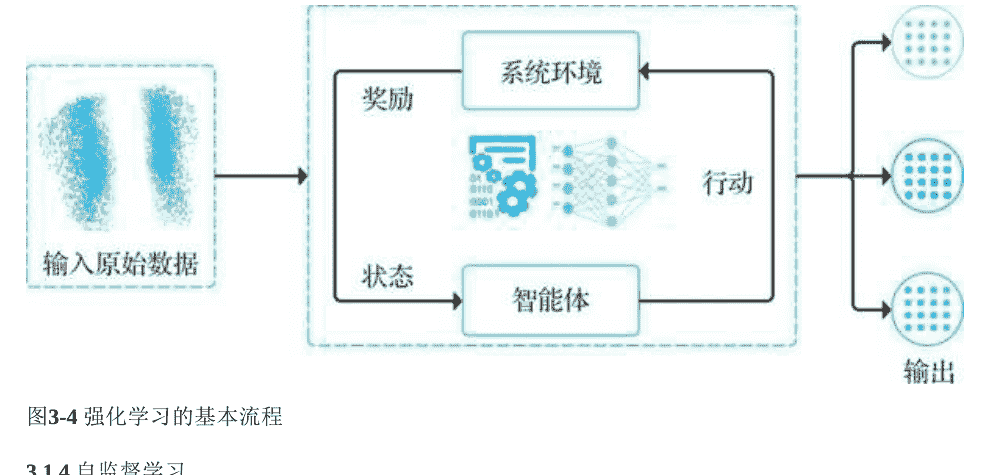 系统环境
奖励
行动
输入原始数据
状态
智能体
输出
图3-4 强化学习的基本流程
3.1.4 自监督学习